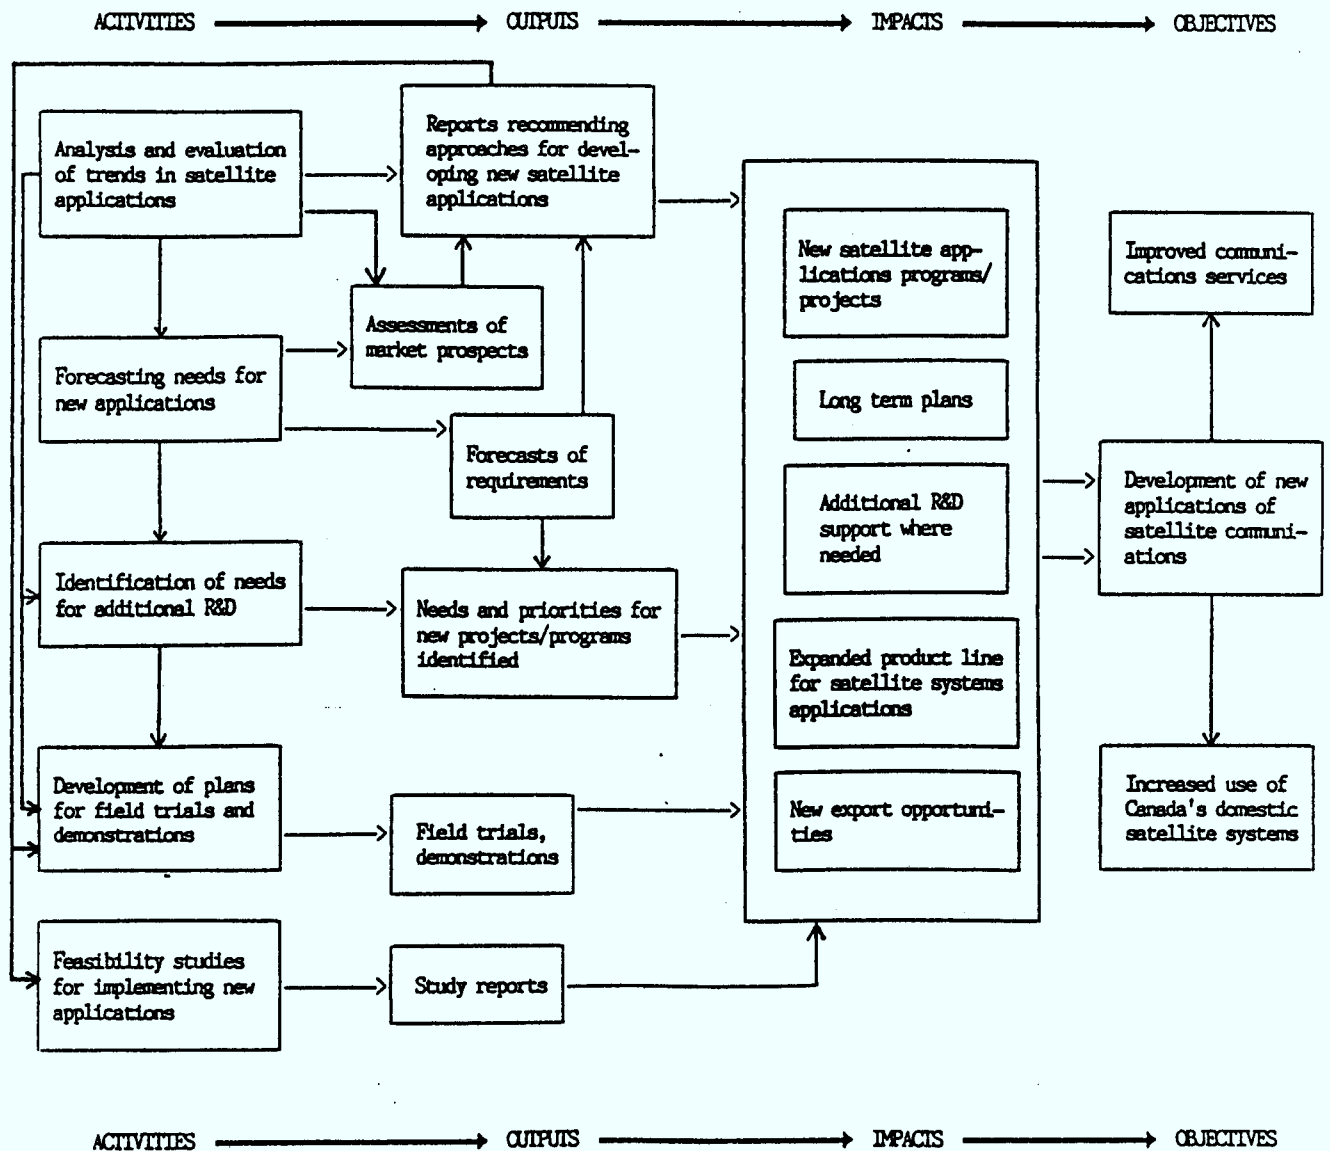 ACTIVITIES OUTPUTS IMPACTS OBJECTIVES
Analysis and evaluation
of trends in satellite
applications
Reports recommending
approaches for devel-
oping new satellite
applications
Assessments of
market prospects
Forecasting needs for
new applications
Forecasts of
requirements
Identification of needs
for additional R&D
Needs and priorities for
new projects/programs
identified
Development of plans
for field trials and
demonstrations
Field trials,
demonstrations
Feasibility studies
for implementing new
applications
Study reports
New satellite app-
lications programs/
projects
Long term plans
Additional R&D
support where
needed
Expanded product line
for satellite systems
applications
New export opportuni-
ties
Improved communi-
cations services
Development of new
applications of
satellite communi-
ations
Increased use of
Canada's domestic
satellite systems
ACTIVITIES OUTPUTS IMPACTS OBJECTIVES